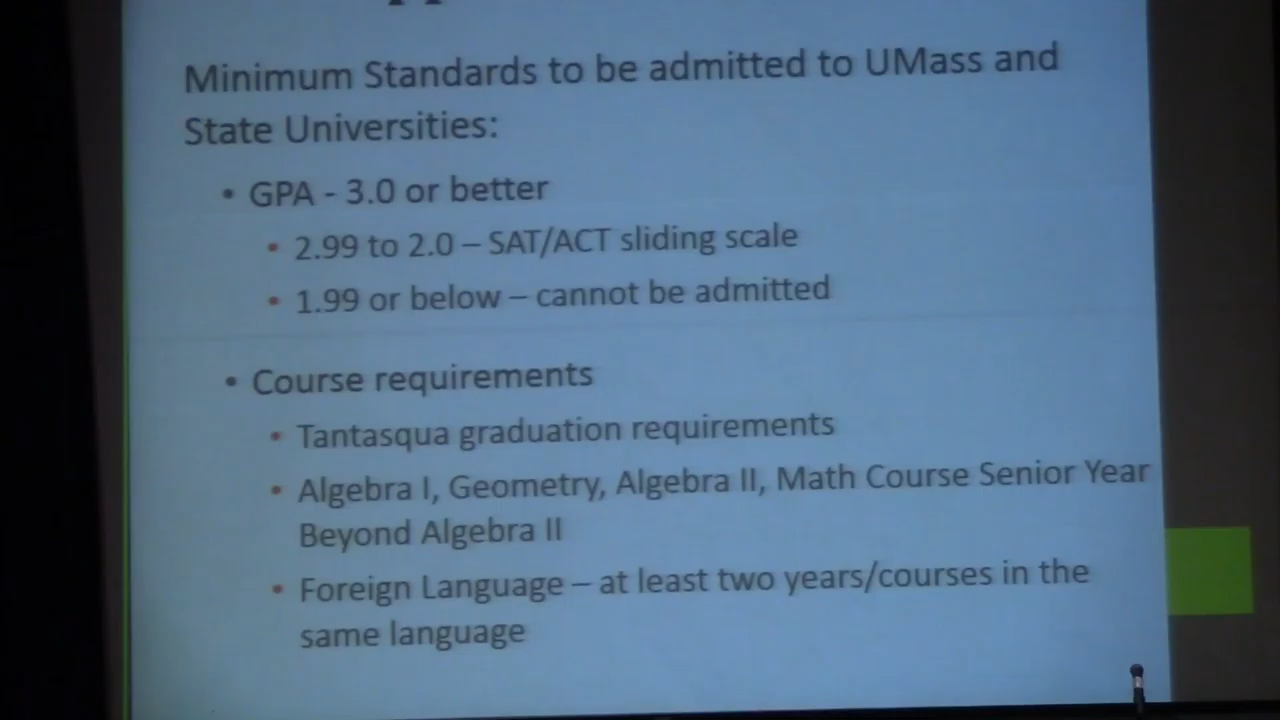 Minimum Standards to be admitted to UMass and
State Universities:
• GPA - 3.0 or better
• 2.99 to 2.0 – SAT/ACT sliding scale
• 1.99 or below – cannot be admitted
• Course requirements
• Tantasqua graduation requirements
• Algebra I, Geometry, Algebra II, Math Course Senior Year
Beyond Algebra II
• Foreign Language – at least two years/courses in the
same language